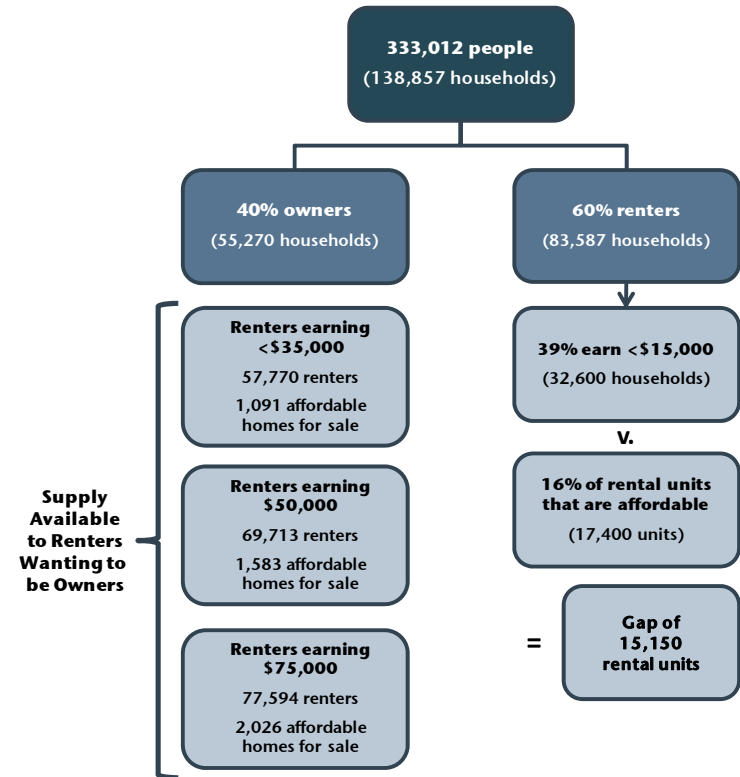 333,012 people
(138,857 households)
40% owners
(55,270 households)
60% renters
(83,587 households)
Supply
Available
to Renters
Wanting to
be Owners
Renters earning
<$35,000
57,770 renters
1,091 affordable
homes for sale
Renters earning
$50,000
69,713 renters
1,583 affordable
homes for sale
Renters earning
$75,000
77,594 renters
2,026 affordable
homes for sale
39% earn <$15,000
(32,600 households)
v.
16% of rental units
that are affordable
(17,400 units)
=
Gap of
15,150
rental units